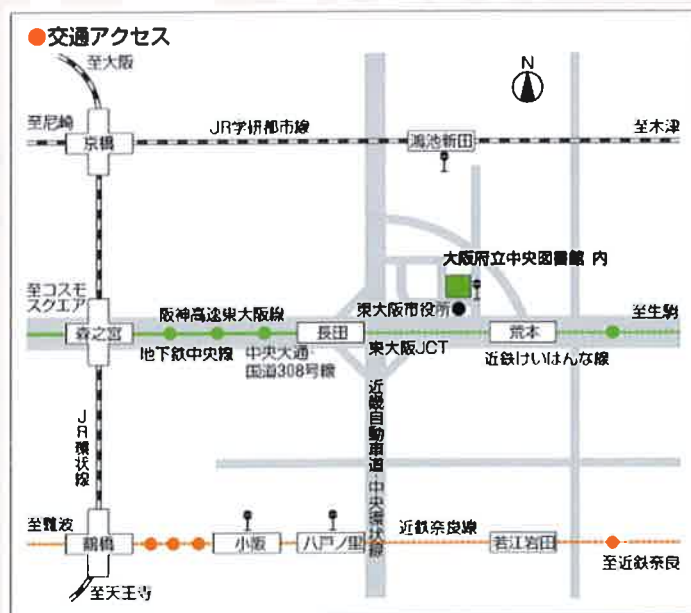 ●交通アクセス
至大阪
N
至尼崎
JR学研都市線
至木津
京橋
鴻池新田
大阪府立中央図書館 内
至コスモ
スクエア
阪神高速東大阪線
東大阪市役所
至生駒
森之宮
長田
荒本
地下鉄中央線
中央大通・
国道308号線
東大阪JCT
近鉄けいはんな線
JR環状線
近畿自動車道・中央環状線
至難波
近鉄奈良線
鶴橋
小阪
八戸ノ里
若江岩田
至近鉄奈良
至天王寺